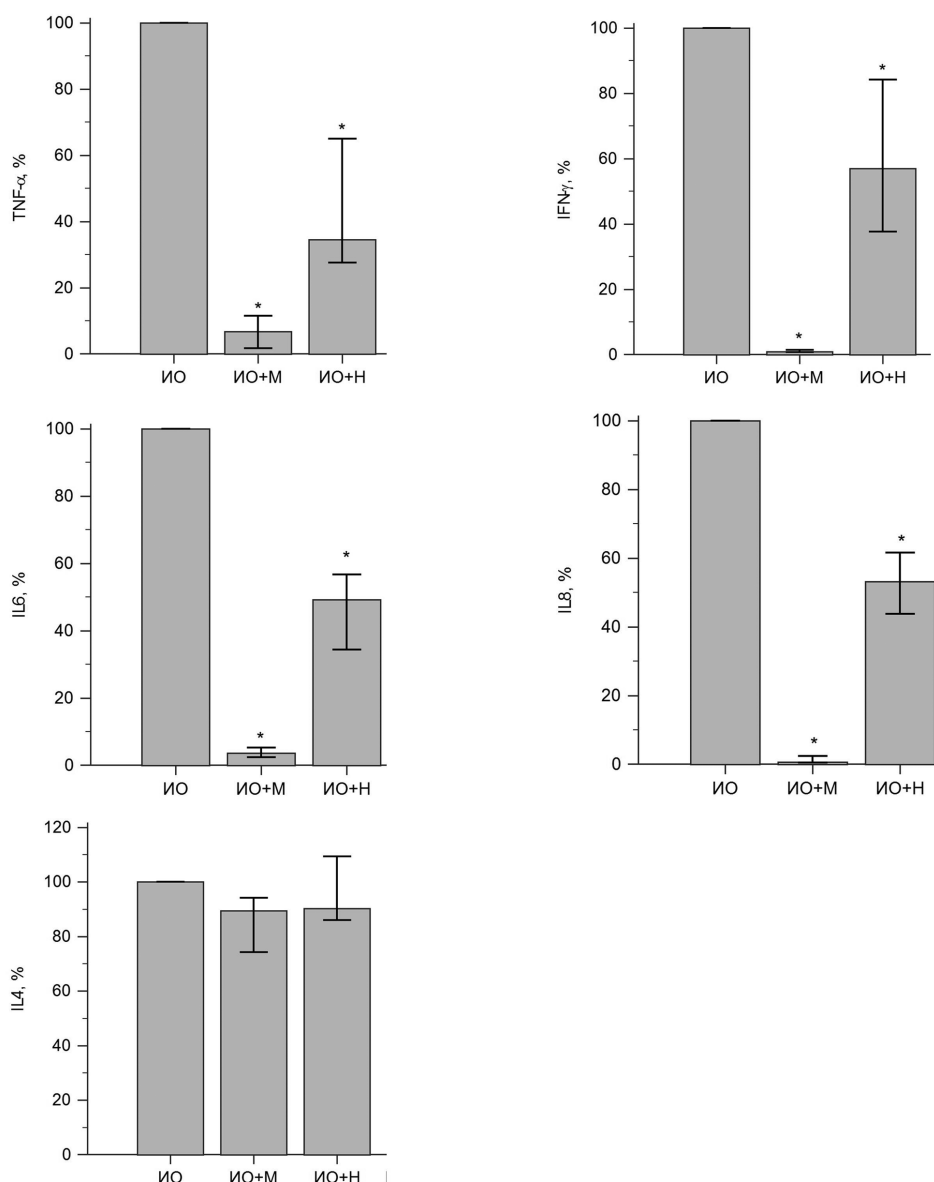 100
80
60
40
20
0
TNF-α, %
*
*
ИО
ИО+М
ИО+Н
100
80
60
40
20
0
IFN-γ, %
*
*
ИО
ИО+М
ИО+Н
100
80
60
40
20
0
IL6, %
*
*
ИО
ИО+М
ИО+Н
100
80
60
40
20
0
IL8, %
*
*
ИО
ИО+М
ИО+Н
120
100
80
60
40
20
0
IL4, %
ИО
ИО+М
ИО+Н